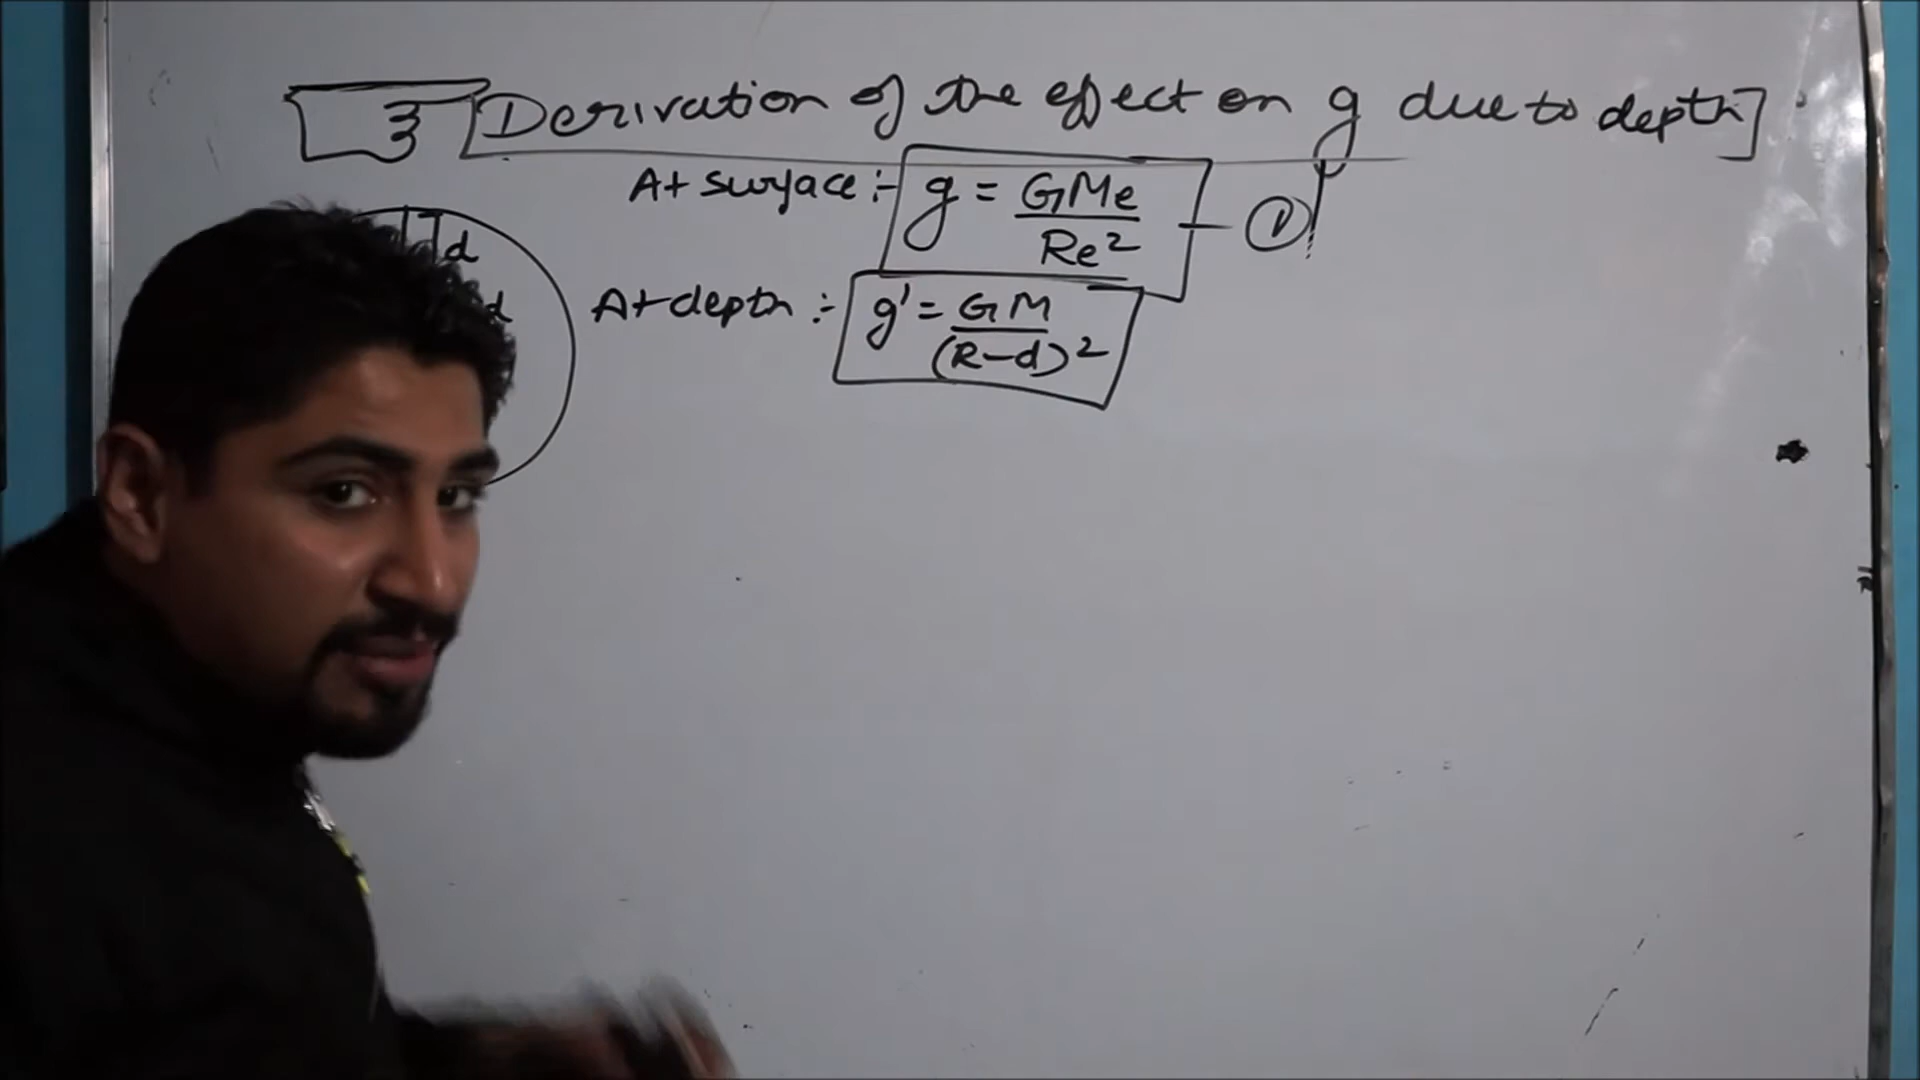 3 Derivation of the effect on g due to depth]
At surface :- g = GMe / Re² — ①
d
At depth :- g' = GM / (R-d)²
d